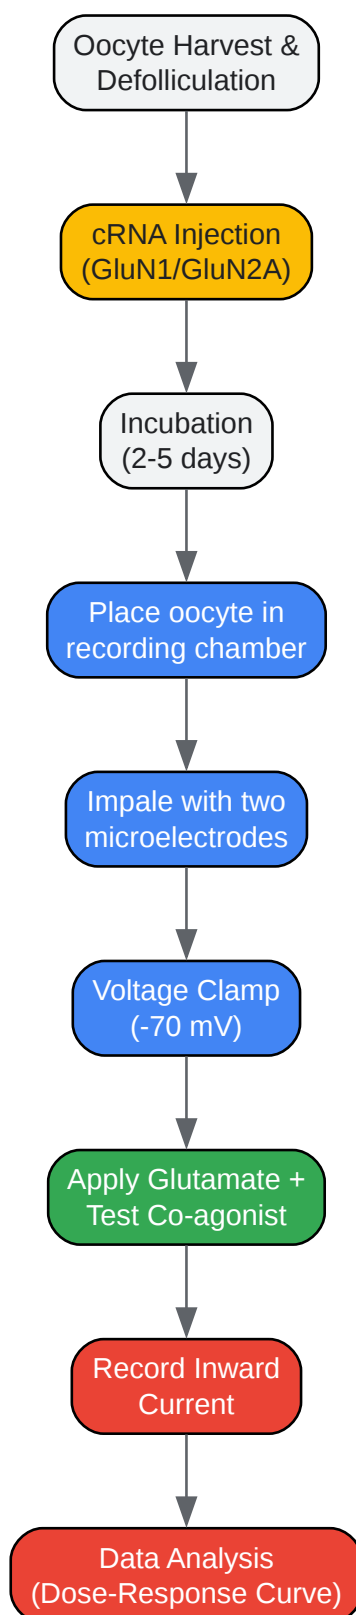 Oocyte Harvest &
Defolliculation
cRNA Injection
(GluN1/GluN2A)
Incubation
(2-5 days)
Place oocyte in
recording chamber
Impale with two
microelectrodes
Voltage Clamp
(-70 mV)
Apply Glutamate +
Test Co-agonist
Record Inward
Current
Data Analysis
(Dose-Response Curve)